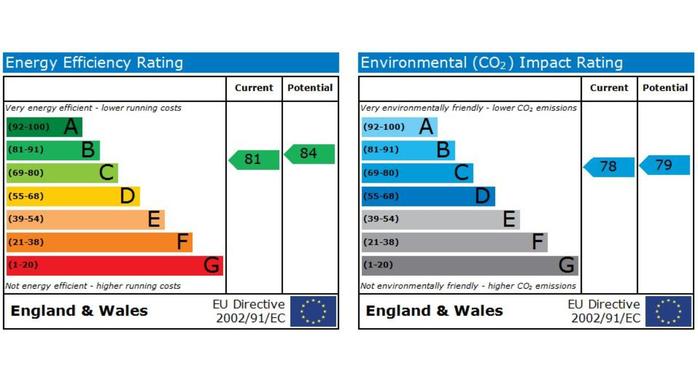 Energy Efficiency Rating
Current Potential
Very energy efficient - lower running costs
(92-100) A
(81-91) B
(69-80) C
(55-68) D
(39-54) E
(21-38) F
(1-20) G
81
84
Not energy efficient - higher running costs
England & Wales
EU Directive
2002/91/EC
Environmental (CO₂) Impact Rating
Current Potential
Very environmentally friendly - lower CO₂ emissions
(92-100) A
(81-91) B
(69-80) C
(55-68) D
(39-54) E
(21-38) F
(1-20) G
78
79
Not environmentally friendly - higher CO₂ emissions
England & Wales
EU Directive
2002/91/EC